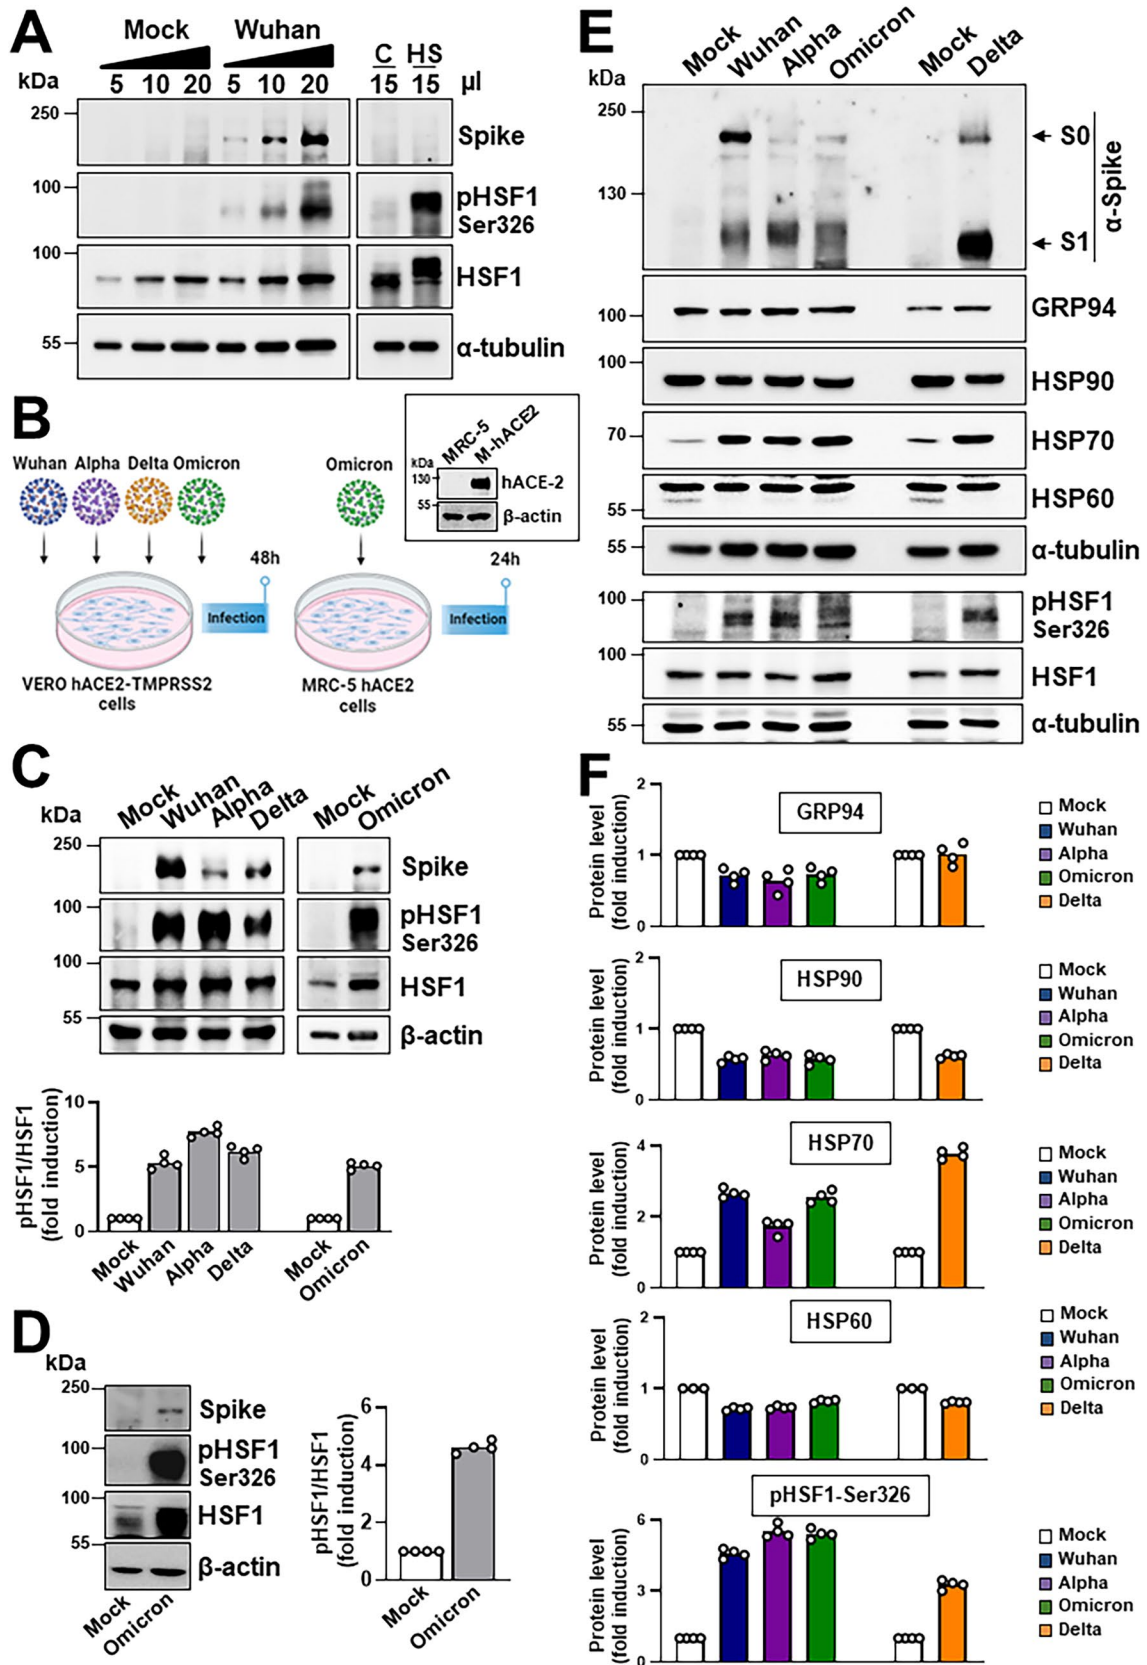 A
Mock Wuhan
C HS
kDa 5 10 20 5 10 20 15 15 µl
250
Spike
100
pHSF1
Ser326
100
HSF1
55
α-tubulin
B
Wuhan Alpha Delta Omicron
48h
Infection
VERO hACE2-TMPRSS2
cells
Omicron
24h
Infection
MRC-5 hACE2
cells
MRC-5 M-hACE2
kDa
130
hACE-2
55
β-actin
C
kDa Mock Wuhan Alpha Delta Mock Omicron
250
Spike
100
pHSF1
Ser326
100
HSF1
55
β-actin
pHSF1/HSF1
(fold induction)
10
5
0
Mock Wuhan Alpha Delta Mock Omicron
D
kDa
250
Spike
100
pHSF1
Ser326
100
HSF1
55
β-actin
Mock Omicron
pHSF1/HSF1
(fold induction)
6
4
2
0
Mock Omicron
E
kDa Mock Wuhan Alpha Omicron Mock Delta
250
S0
130
S1
α-Spike
100
GRP94
100
HSP90
70
HSP70
55
HSP60
55
α-tubulin
100
pHSF1
Ser326
100
HSF1
55
α-tubulin
F
GRP94
Protein level
(fold induction)
2
1
0
Mock
Wuhan
Alpha
Omicron
Delta
HSP90
Protein level
(fold induction)
2
1
0
Mock
Wuhan
Alpha
Omicron
Delta
HSP70
Protein level
(fold induction)
4
2
0
Mock
Wuhan
Alpha
Omicron
Delta
HSP60
Protein level
(fold induction)
2
1
0
Mock
Wuhan
Alpha
Omicron
Delta
pHSF1-Ser326
Protein level
(fold induction)
6
3
0
Mock
Wuhan
Alpha
Omicron
Delta